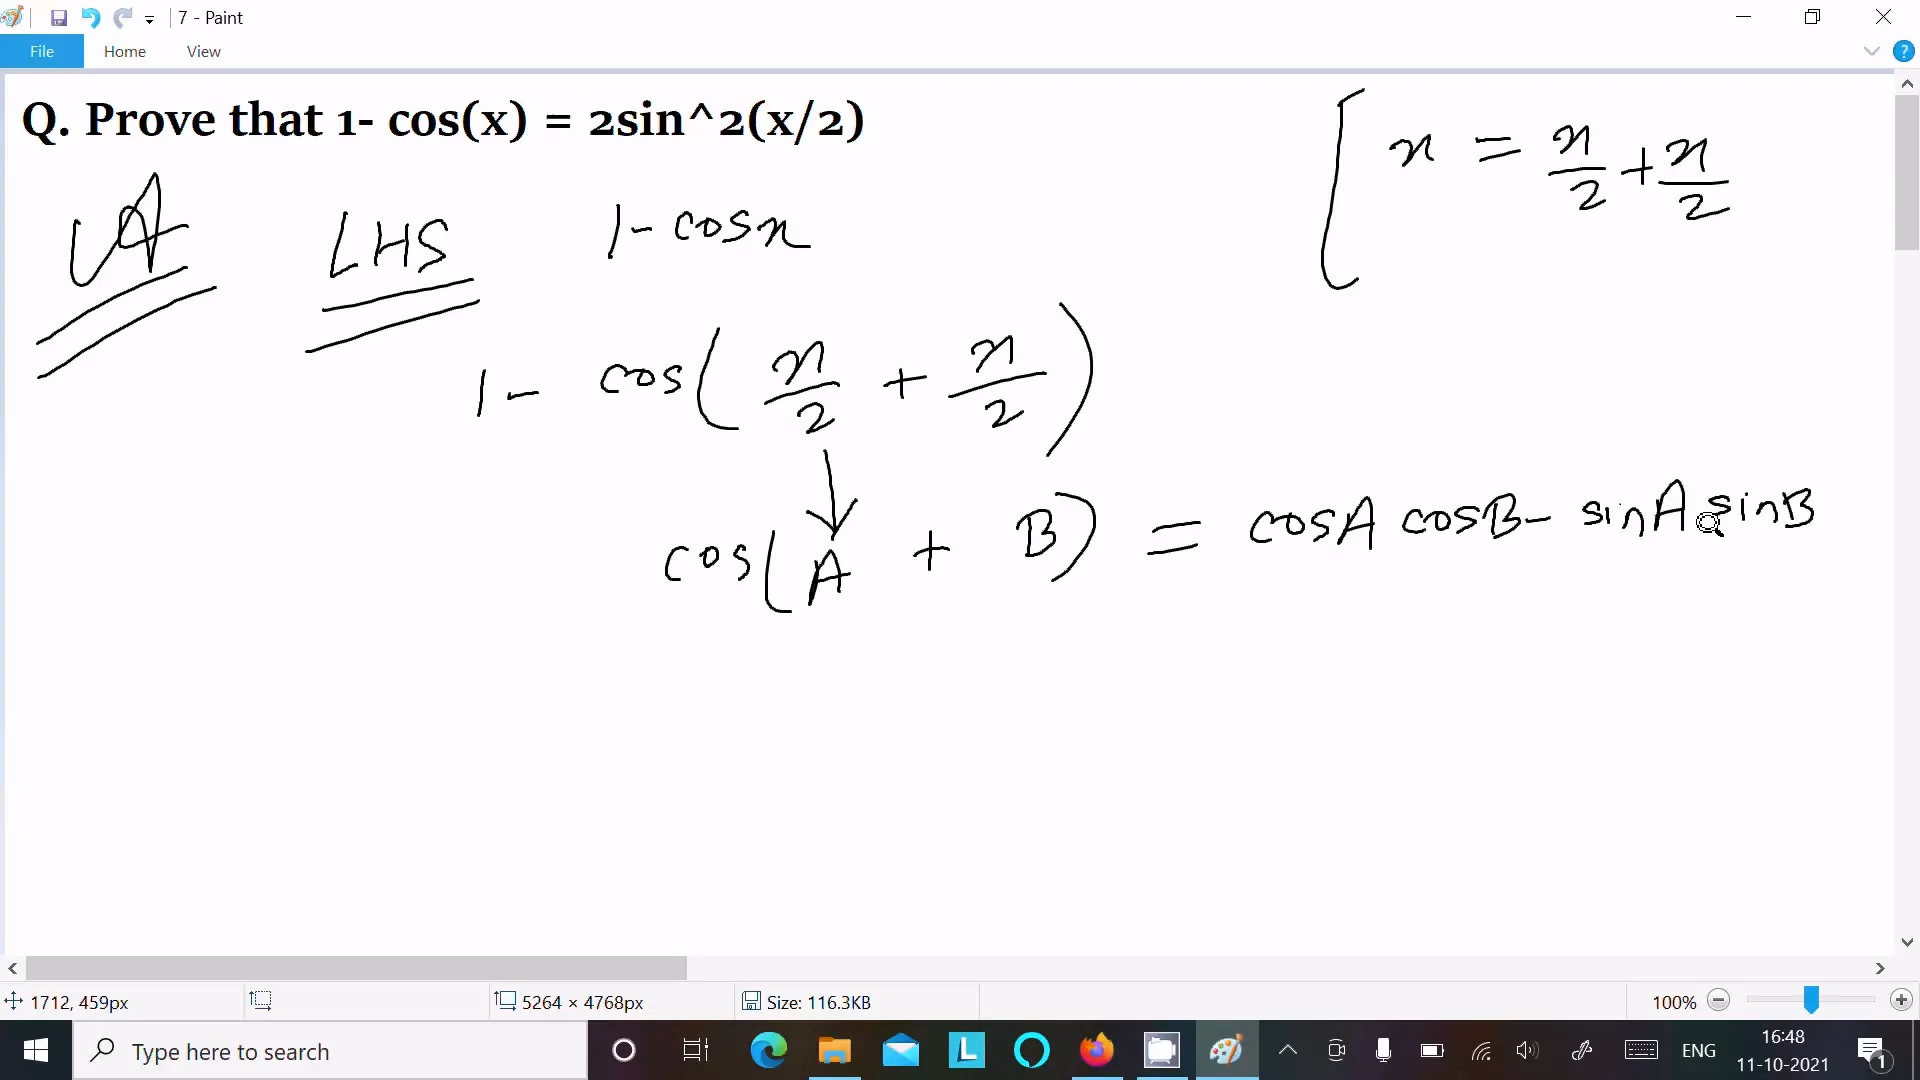 7 - Paint
File Home View
Q. Prove that 1- cos(x) = 2sin^2(x/2)
x = x/2 + x/2
LHS 1 - cosx
1 - cos(x/2 + x/2)
cos(A + B) = cosA cosB - sinA sinB
1712, 459px 5264 × 4768px Size: 116.3KB 100%
Type here to search
L
ENG
16:48
11-10-2021
1